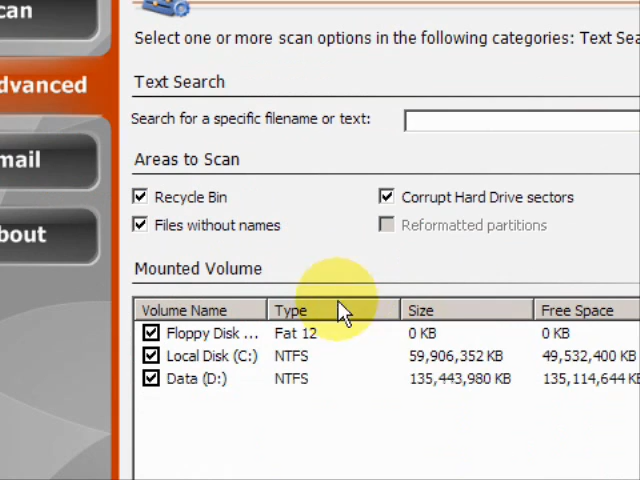 can
Select one or more scan options in the following categories: Text Sea
dvanced
Text Search
Search for a specific filename or text:
Areas to Scan
mail
Recycle Bin
Corrupt Hard Drive sectors
Files without names
Reformatted partitions
bout
Mounted Volume
Volume Name Type Size Free Space
Floppy Disk ... Fat 12 0 KB 0 KB
Local Disk (C:) NTFS 59,906,352 KB 49,532,400 KB
Data (D:) NTFS 135,443,980 KB 135,114,644 KB